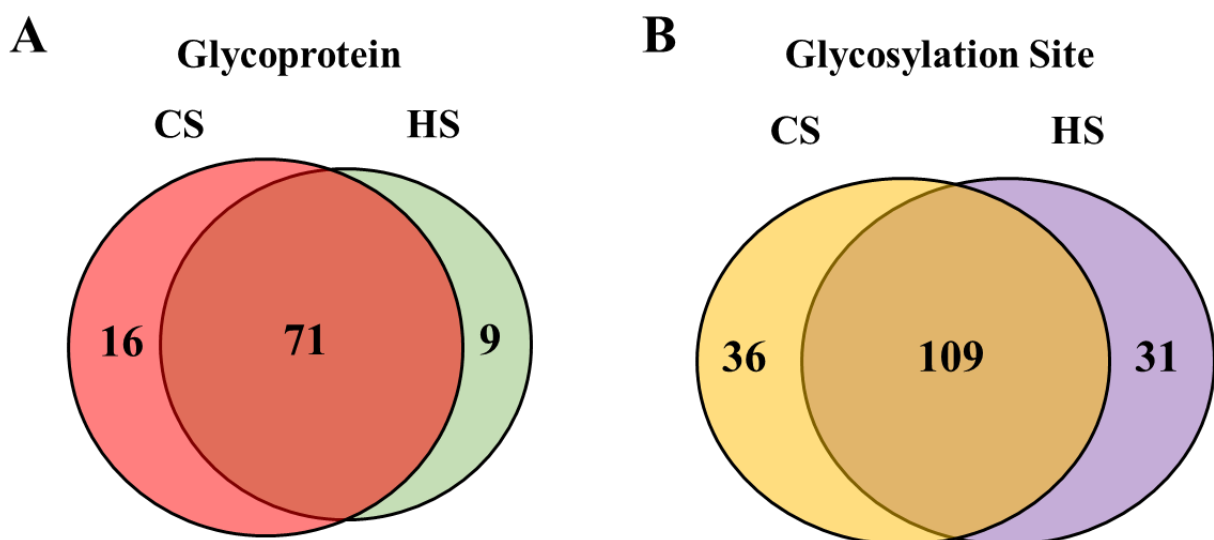 A
Glycoprotein
CS HS
16 71 9
B
Glycosylation Site
CS HS
36 109 31